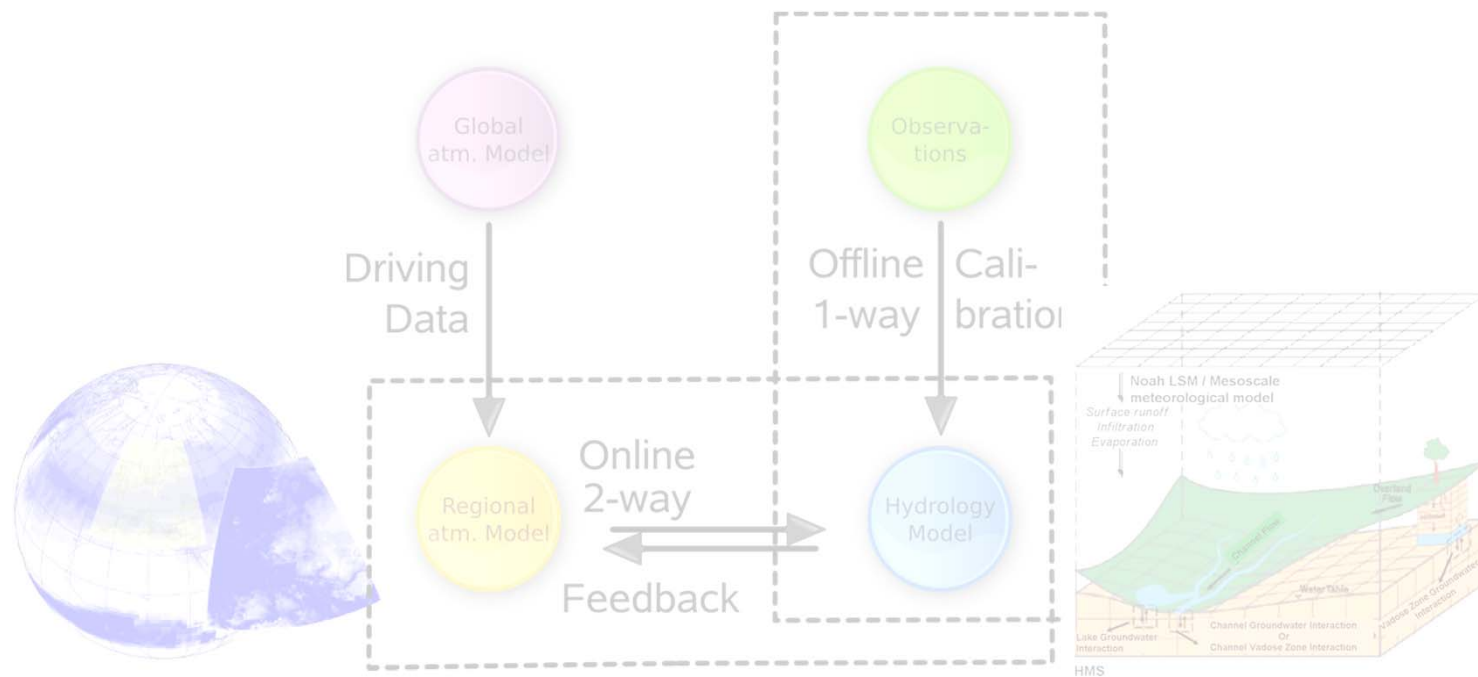 Global
atm. Model
Observa-
tions
Driving
Data
Offline
1-way
Cali-
bration
Regional
atm. Model
Online
2-way
Feedback
Hydrology
Model
Noah LSM / Mesoscale
meteorological model
Surface runoff
Infiltration
Evaporation
Overland
Flow
Channel Flow
Water Table
Vadose Zone Groundwater
Interaction
Lake Groundwater
Interaction
Channel Groundwater Interaction
Or
Channel Vadose Zone Interaction
HMS